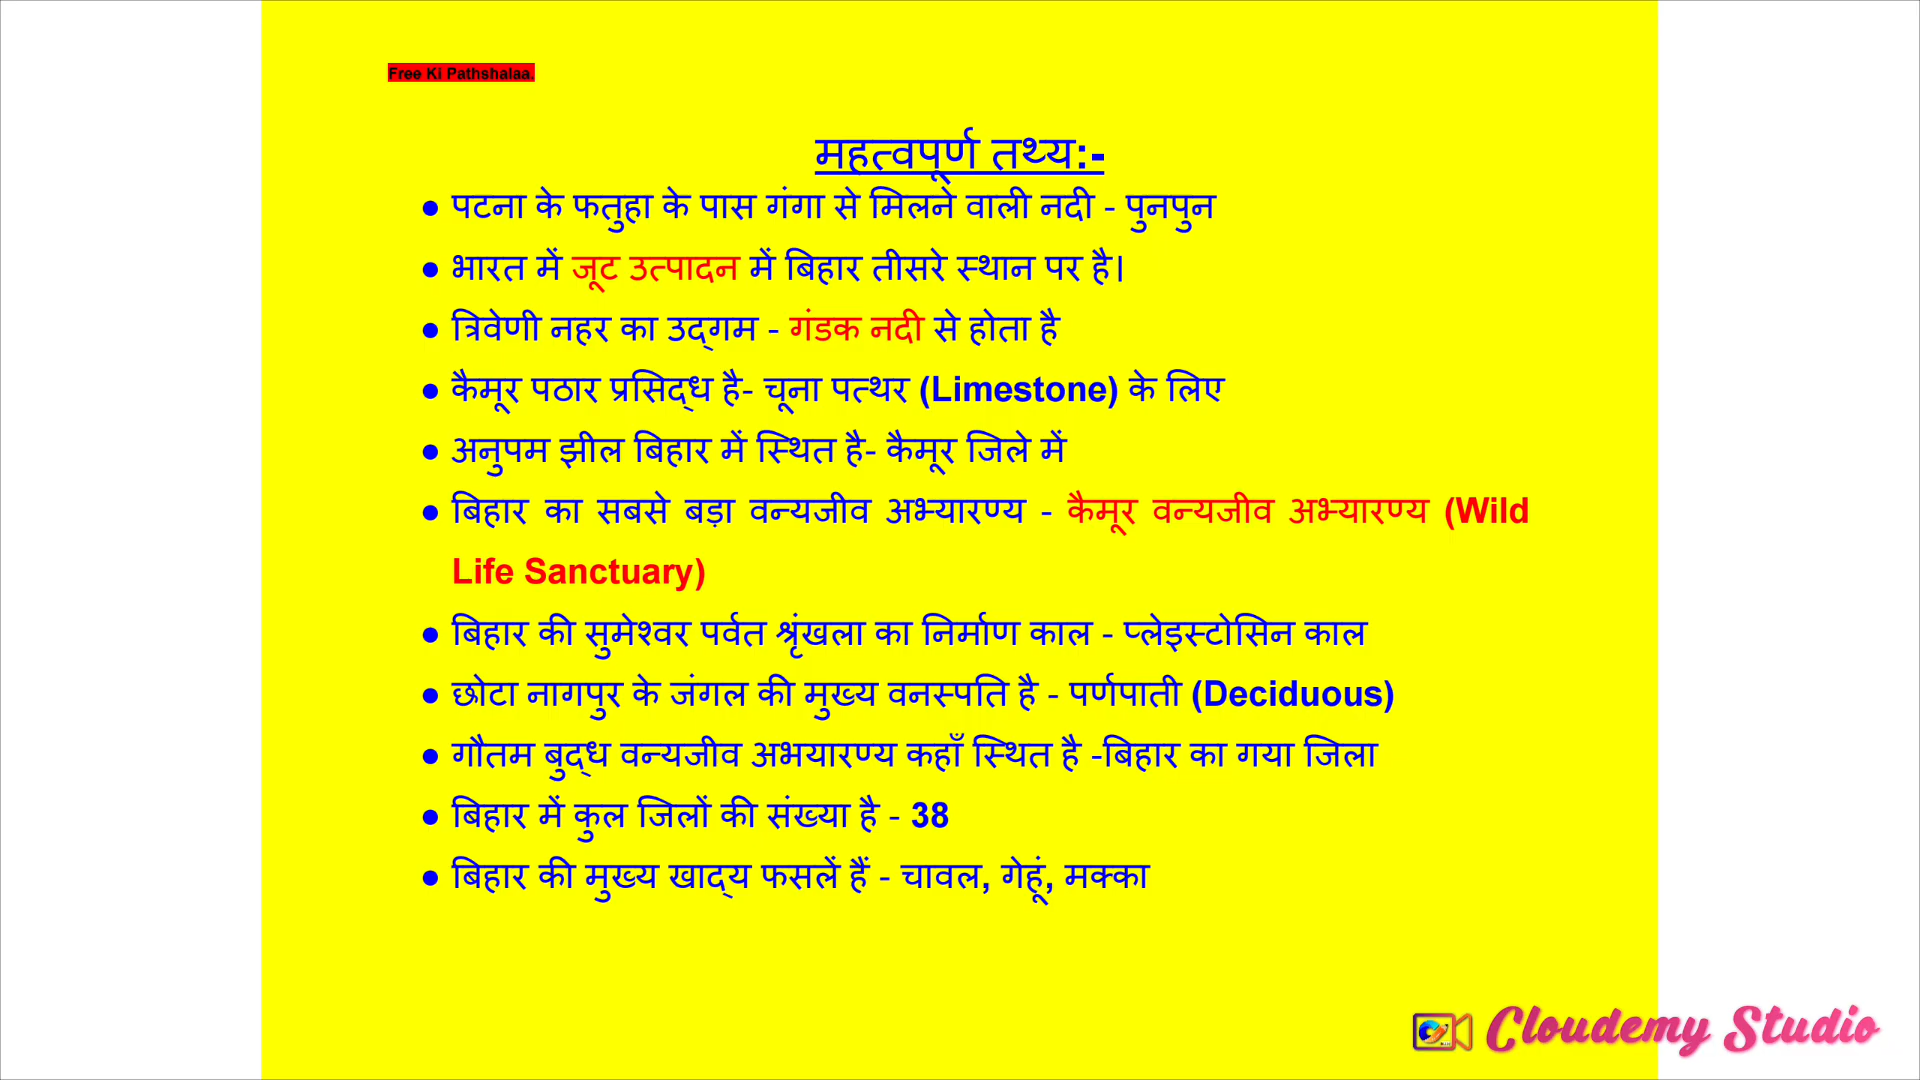 Free Ki Pathshalaa.
महत्वपूर्ण तथ्य:-
● पटना के फतुहा के पास गंगा से मिलने वाली नदी - पुनपुन
● भारत में जूट उत्पादन में बिहार तीसरे स्थान पर है।
● त्रिवेणी नहर का उद्गम - गंडक नदी से होता है
● कैमूर पठार प्रसिद्ध है- चूना पत्थर (Limestone) के लिए
● अनुपम झील बिहार में स्थित है- कैमूर जिले में
● बिहार का सबसे बड़ा वन्यजीव अभ्यारण्य - कैमूर वन्यजीव अभ्यारण्य (Wild
Life Sanctuary)
● बिहार की सुमेश्वर पर्वत श्रृंखला का निर्माण काल - प्लेइस्टोसिन काल
● छोटा नागपुर के जंगल की मुख्य वनस्पति है - पर्णपाती (Deciduous)
● गौतम बुद्ध वन्यजीव अभयारण्य कहाँ स्थित है -बिहार का गया जिला
● बिहार में कुल जिलों की संख्या है - 38
● बिहार की मुख्य खाद्य फसलें हैं - चावल, गेहूं, मक्का
Cloudemy Studio